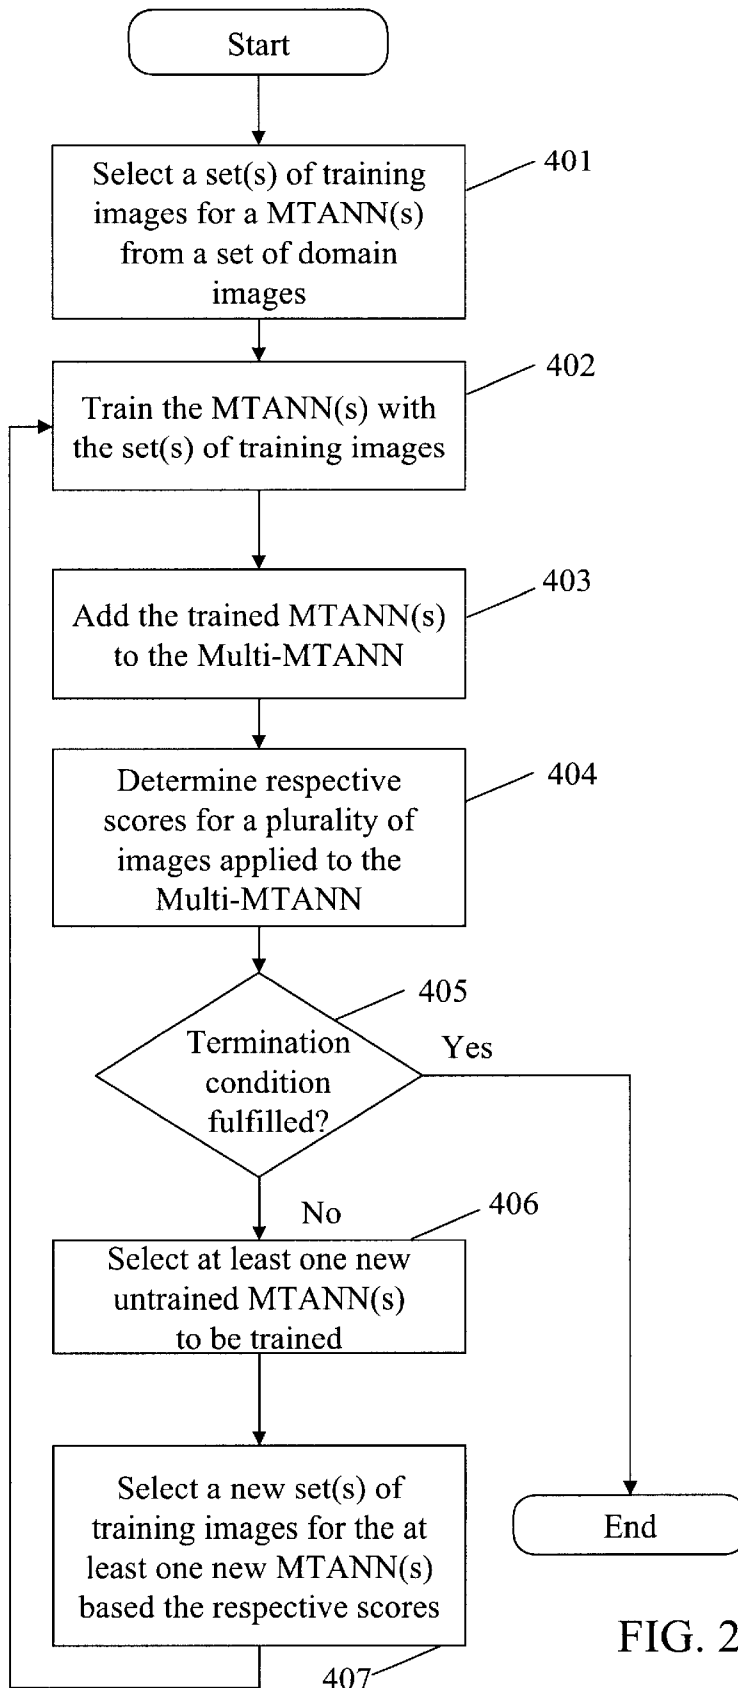 Start
401
Select a set(s) of training
images for a MTANN(s)
from a set of domain
images
402
Train the MTANN(s) with
the set(s) of training images
403
Add the trained MTANN(s)
to the Multi-MTANN
404
Determine respective
scores for a plurality of
images applied to the
Multi-MTANN
405
Termination
condition
fulfilled?
Yes
No
406
Select at least one new
untrained MTANN(s)
to be trained
Select a new set(s) of
training images for the at
least one new MTANN(s)
based the respective scores
407
End
FIG. 2